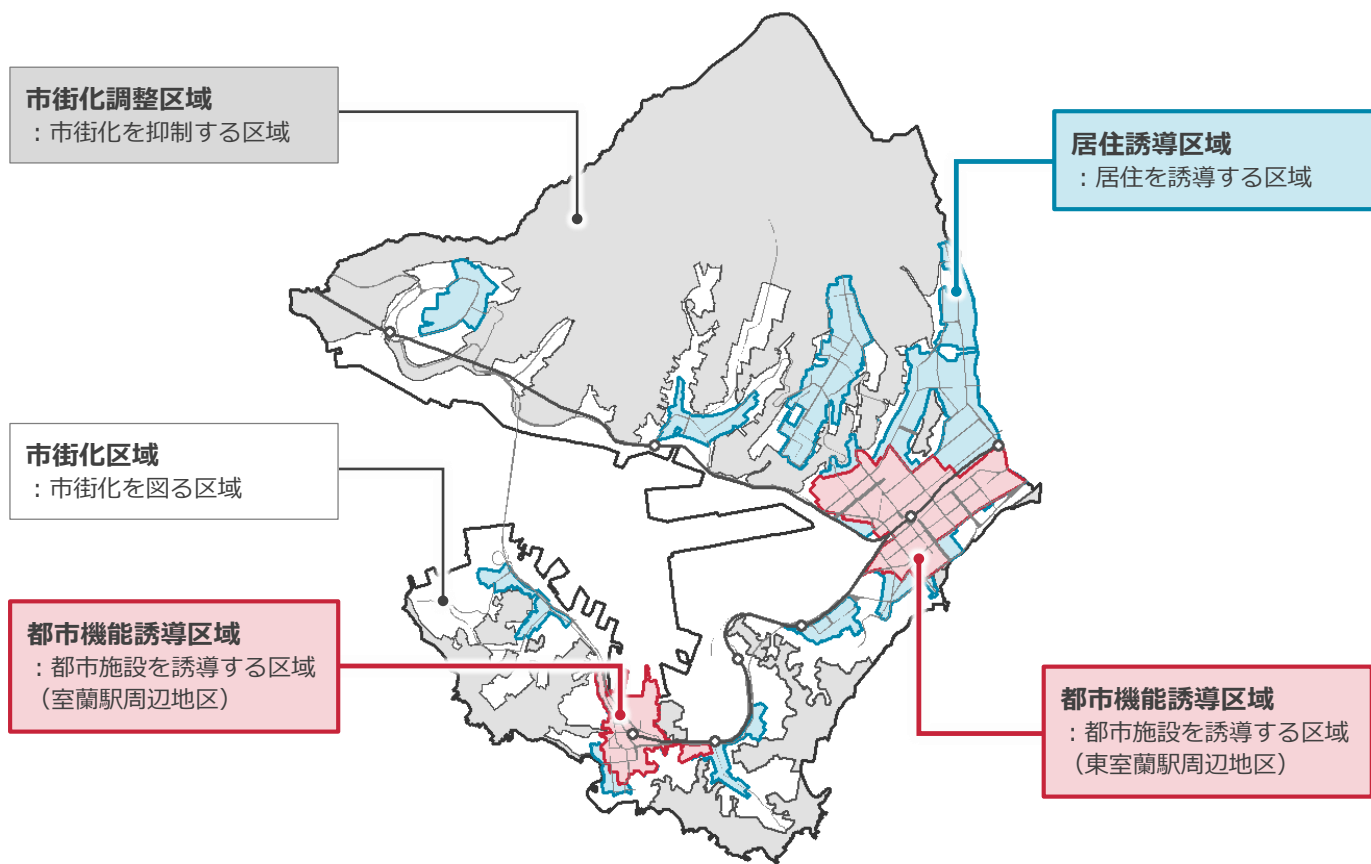 市街化調整区域
：市街化を抑制する区域
居住誘導区域
：居住を誘導する区域
市街化区域
：市街化を図る区域
都市機能誘導区域
：都市施設を誘導する区域
（室蘭駅周辺地区）
都市機能誘導区域
：都市施設を誘導する区域
（東室蘭駅周辺地区）